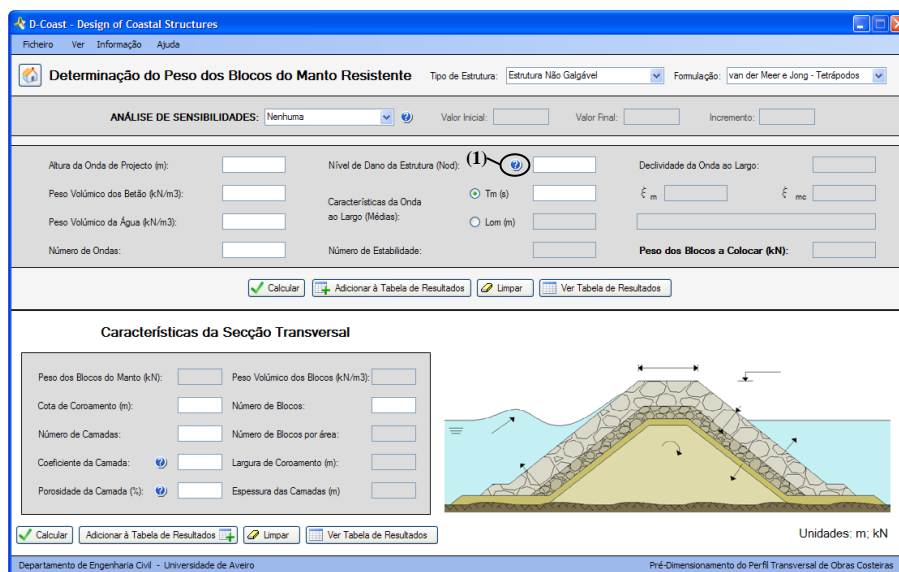 D-Coast - Design of Coastal Structures
Ficheiro Ver Informação Ajuda
Determinação do Peso dos Blocos do Manto Resistente Tipo de Estrutura: Estrutura Não Galgável Formulação: van der Meer e Jong - Tetrápodos
ANÁLISE DE SENSIBILIDADES: Nenhuma Valor Inicial: Valor Final: Incremento:
Altura da Onda de Projecto (m): Nível de Dano da Estrutura (Nod): (1) Declividade da Onda ao Largo:
Peso Volúmico dos Betão (kN/m3): Características da Onda ao Largo (Médias): Tm (s) ξ m ξ mc
Peso Volúmico da Água (kN/m3): Lom (m)
Número de Ondas: Número de Estabilidade: Peso dos Blocos a Colocar (kN):
Calcular Adicionar à Tabela de Resultados Limpar Ver Tabela de Resultados
Características da Secção Transversal
Peso dos Blocos do Manto (kN): Peso Volúmico dos Blocos (kN/m3):
Cota de Coroamento (m): Número de Blocos:
Número de Camadas: Número de Blocos por área:
Coeficiente da Camada: Largura de Coroamento (m):
Porosidade da Camada (%): Espessura das Camadas (m)
Calcular Adicionar à Tabela de Resultados Limpar Ver Tabela de Resultados Unidades: m; kN
Departamento de Engenharia Civil - Universidade de Aveiro Pré-Dimensionamento do Perfil Transversal de Obras Costeiras